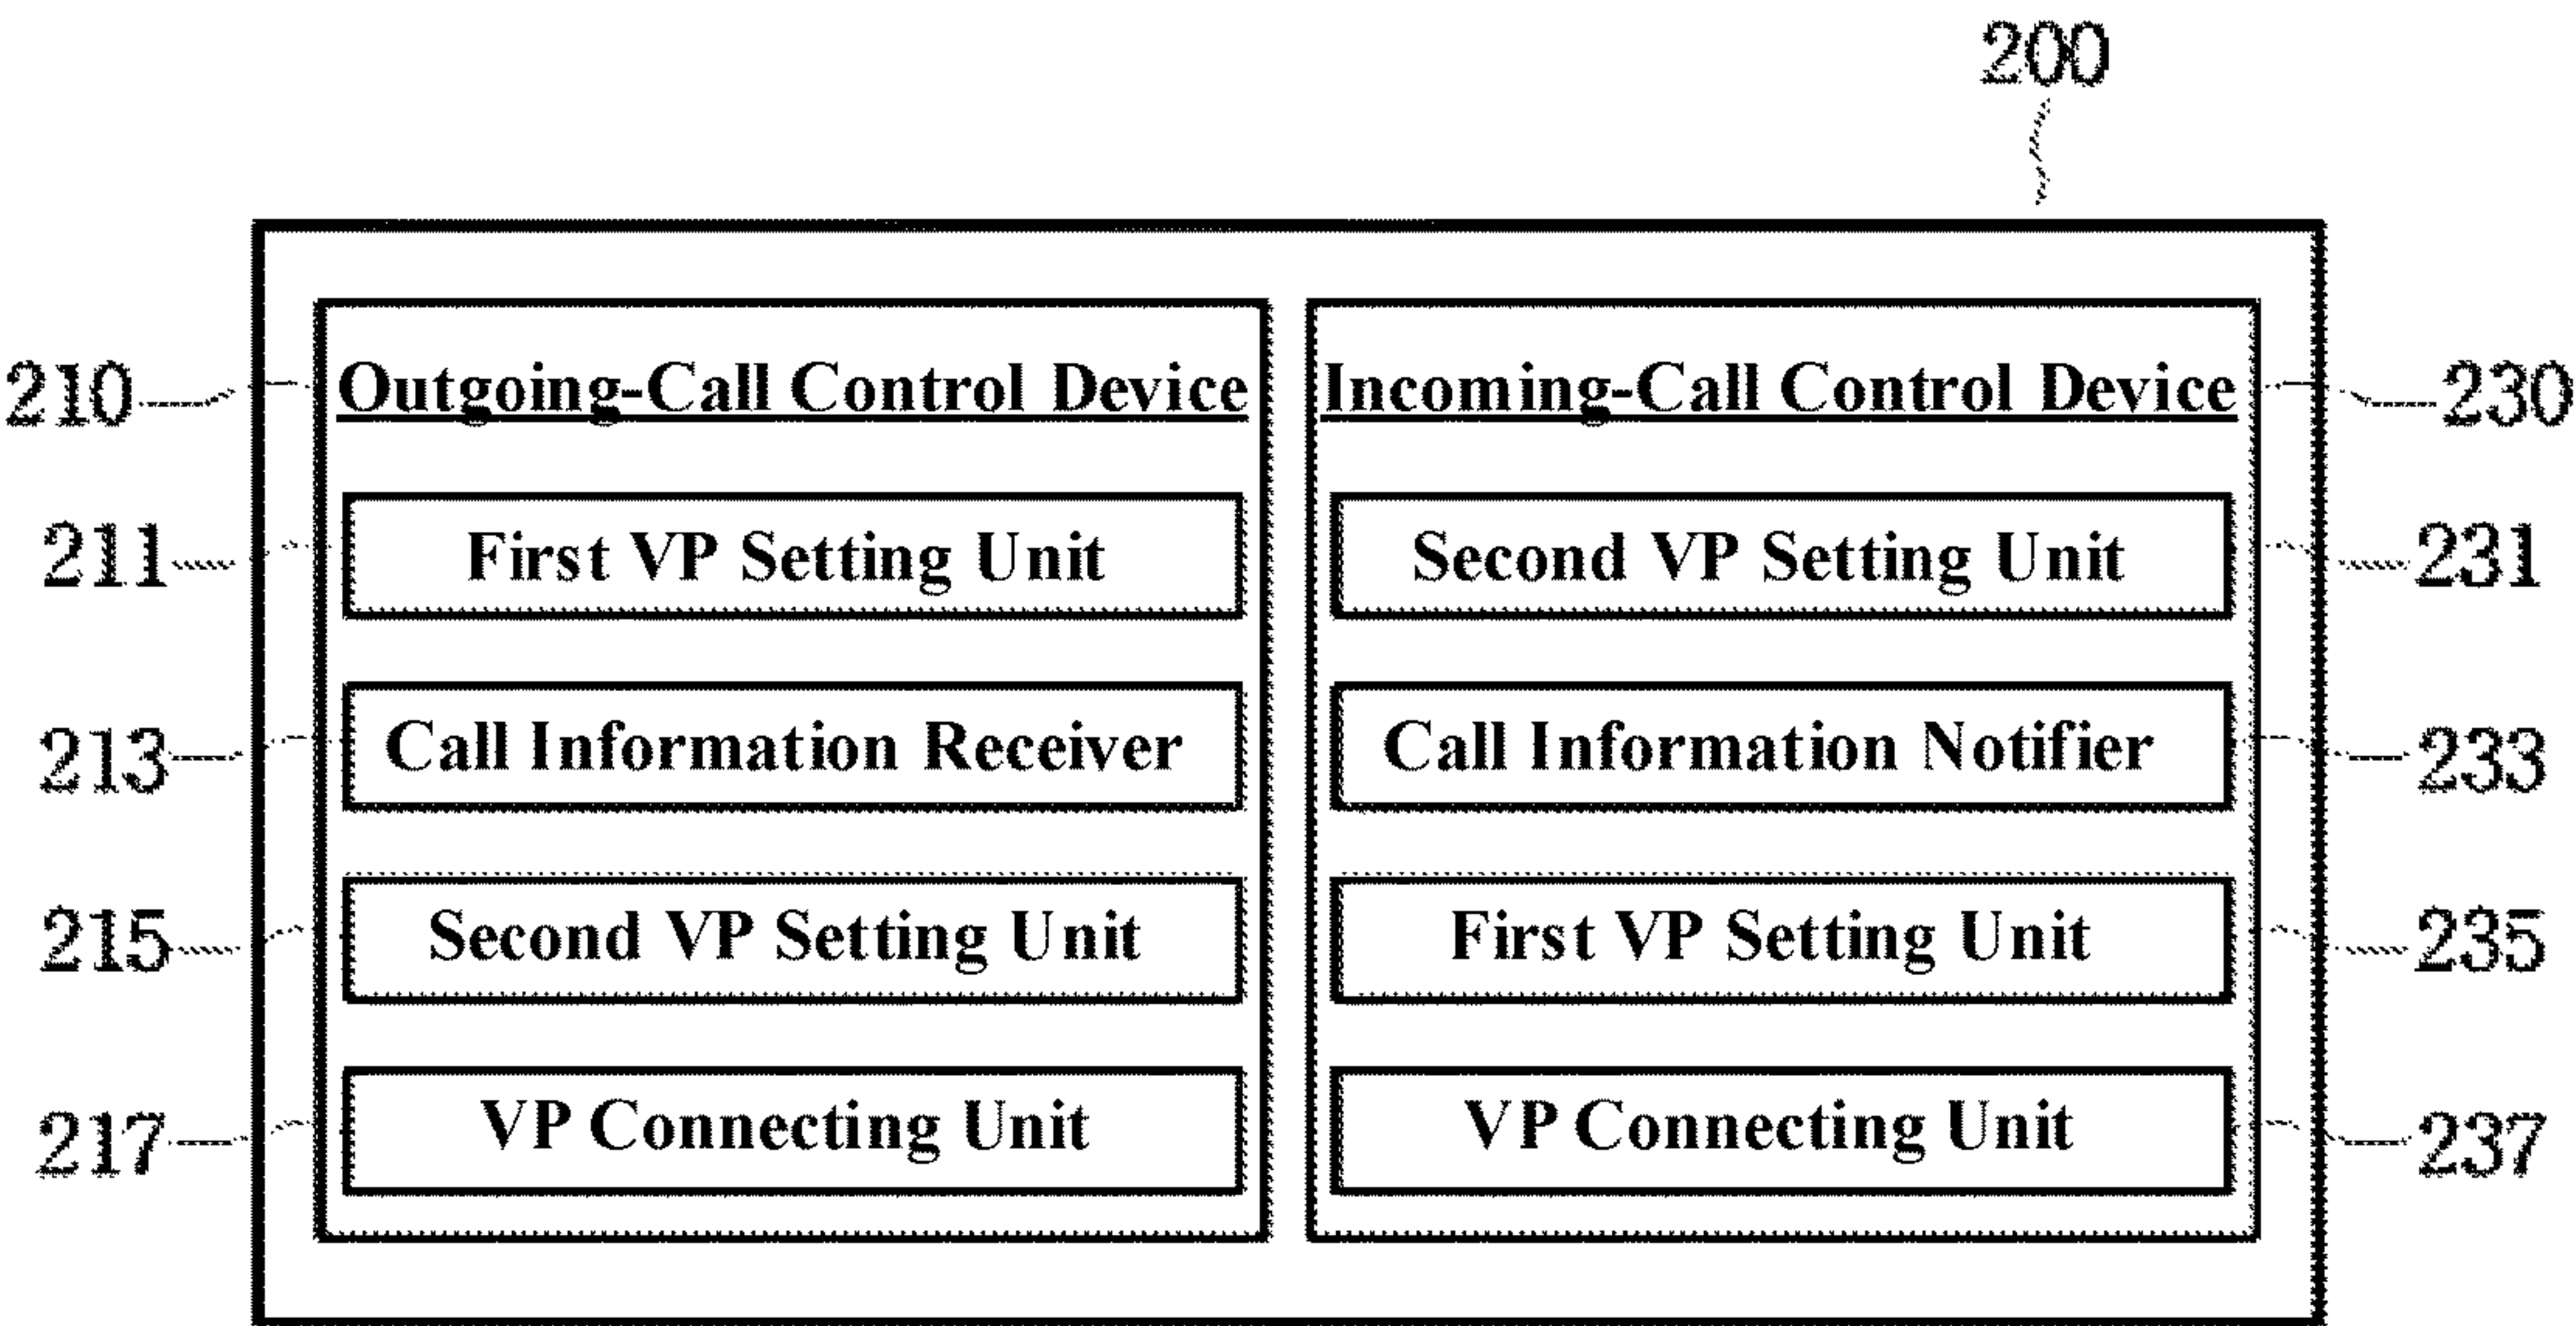 200
210 Outgoing-Call Control Device Incoming-Call Control Device 230
211 First VP Setting Unit Second VP Setting Unit 231
213 Call Information Receiver Call Information Notifier 233
215 Second VP Setting Unit First VP Setting Unit 235
217 VP Connecting Unit VP Connecting Unit 237